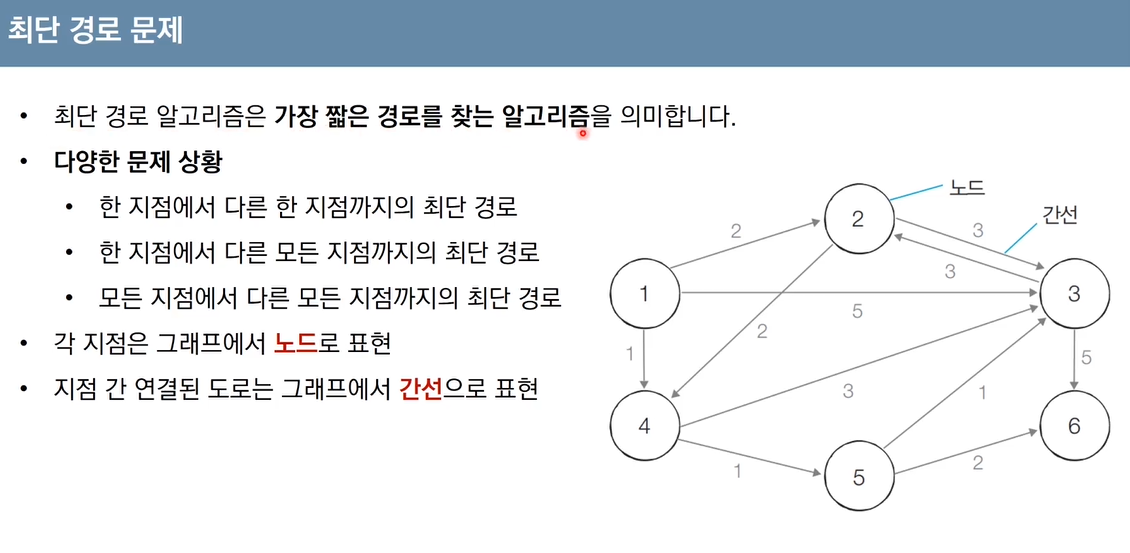 최단 경로 문제
• 최단 경로 알고리즘은 가장 짧은 경로를 찾는 알고리즘을 의미합니다.
• 다양한 문제 상황
• 한 지점에서 다른 한 지점까지의 최단 경로
• 한 지점에서 다른 모든 지점까지의 최단 경로
• 모든 지점에서 다른 모든 지점까지의 최단 경로
• 각 지점은 그래프에서 노드로 표현
• 지점 간 연결된 도로는 그래프에서 간선으로 표현
노드
간선
2
2
3
3
1
5
3
2
1
5
4
3
1
6
1
5
2